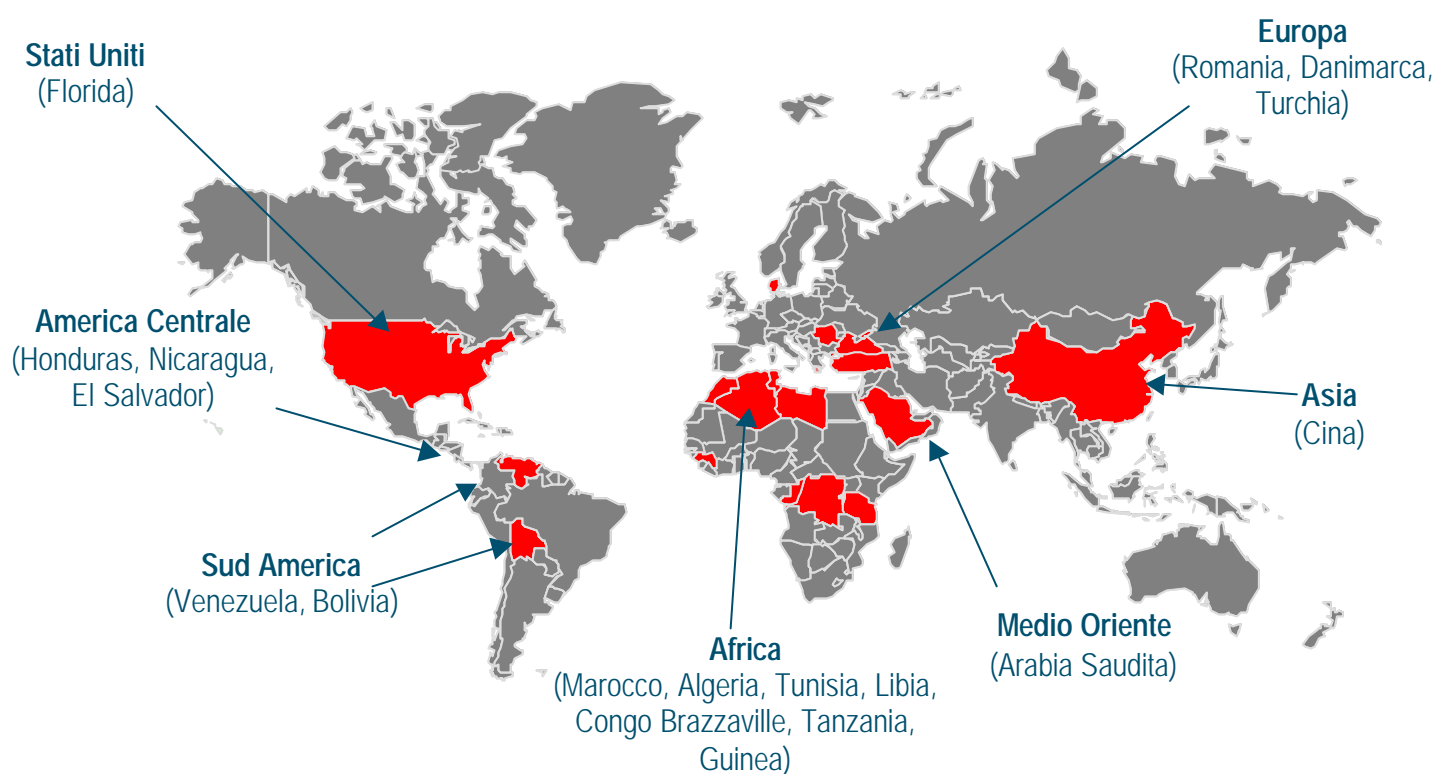 Stati Uniti
(Florida)
Europa
(Romania, Danimarca,
Turchia)
America Centrale
(Honduras, Nicaragua,
El Salvador)
Asia
(Cina)
Sud America
(Venezuela, Bolivia)
Medio Oriente
(Arabia Saudita)
Africa
(Marocco, Algeria, Tunisia, Libia,
Congo Brazzaville, Tanzania,
Guinea)